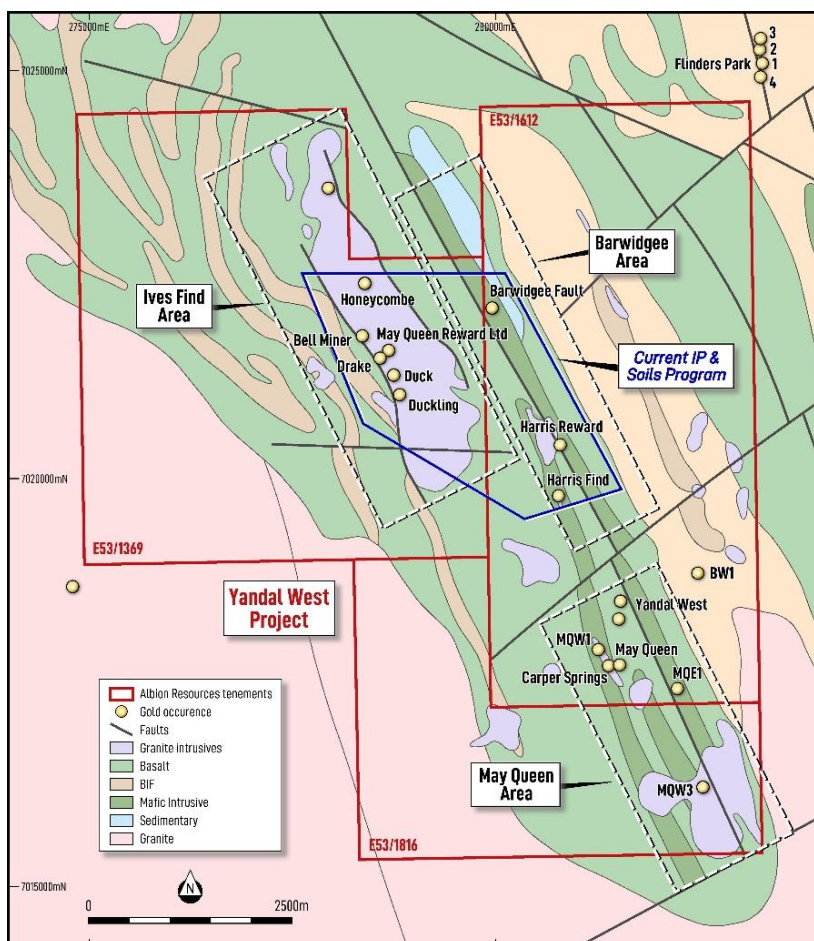 275000mE
280000mE
7025000mN
3
2
Flinders Park
1
4
E53/1612
Barwidgee
Area
Ives Find
Area
Honeycombe
Barwidgee Fault
Bell Miner
May Queen Reward Ltd
Drake
Duck
Duckling
Current IP &
Soils Program
Harris Reward
7020000mN
Harris Find
E53/1369
BW1
Yandal West
Project
Yandal West
MQW1
May Queen
Carper Springs
MQE1
Albion Resources tenements
Gold occurence
Faults
Granite intrusives
Basalt
BIF
Mafic Intrusive
Sedimentary
Granite
May Queen
Area
MQW3
E53/1816
7015000mN
N
0
2500m